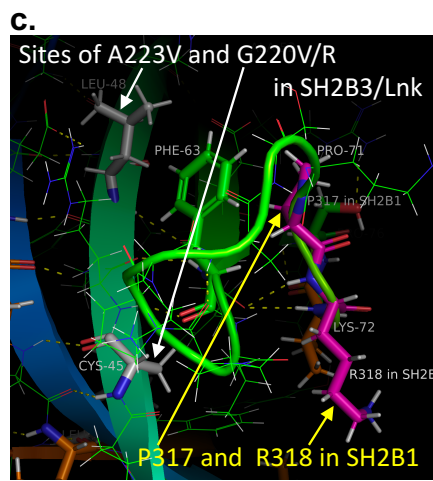 c.
Sites of A223V and G220V/R
in SH2B3/Lnk
LEU-48
PHE-63
PRO-71
P317 in SH2B1
LYS-72
CYS-45
R318 in SH2B
P317 and R318 in SH2B1